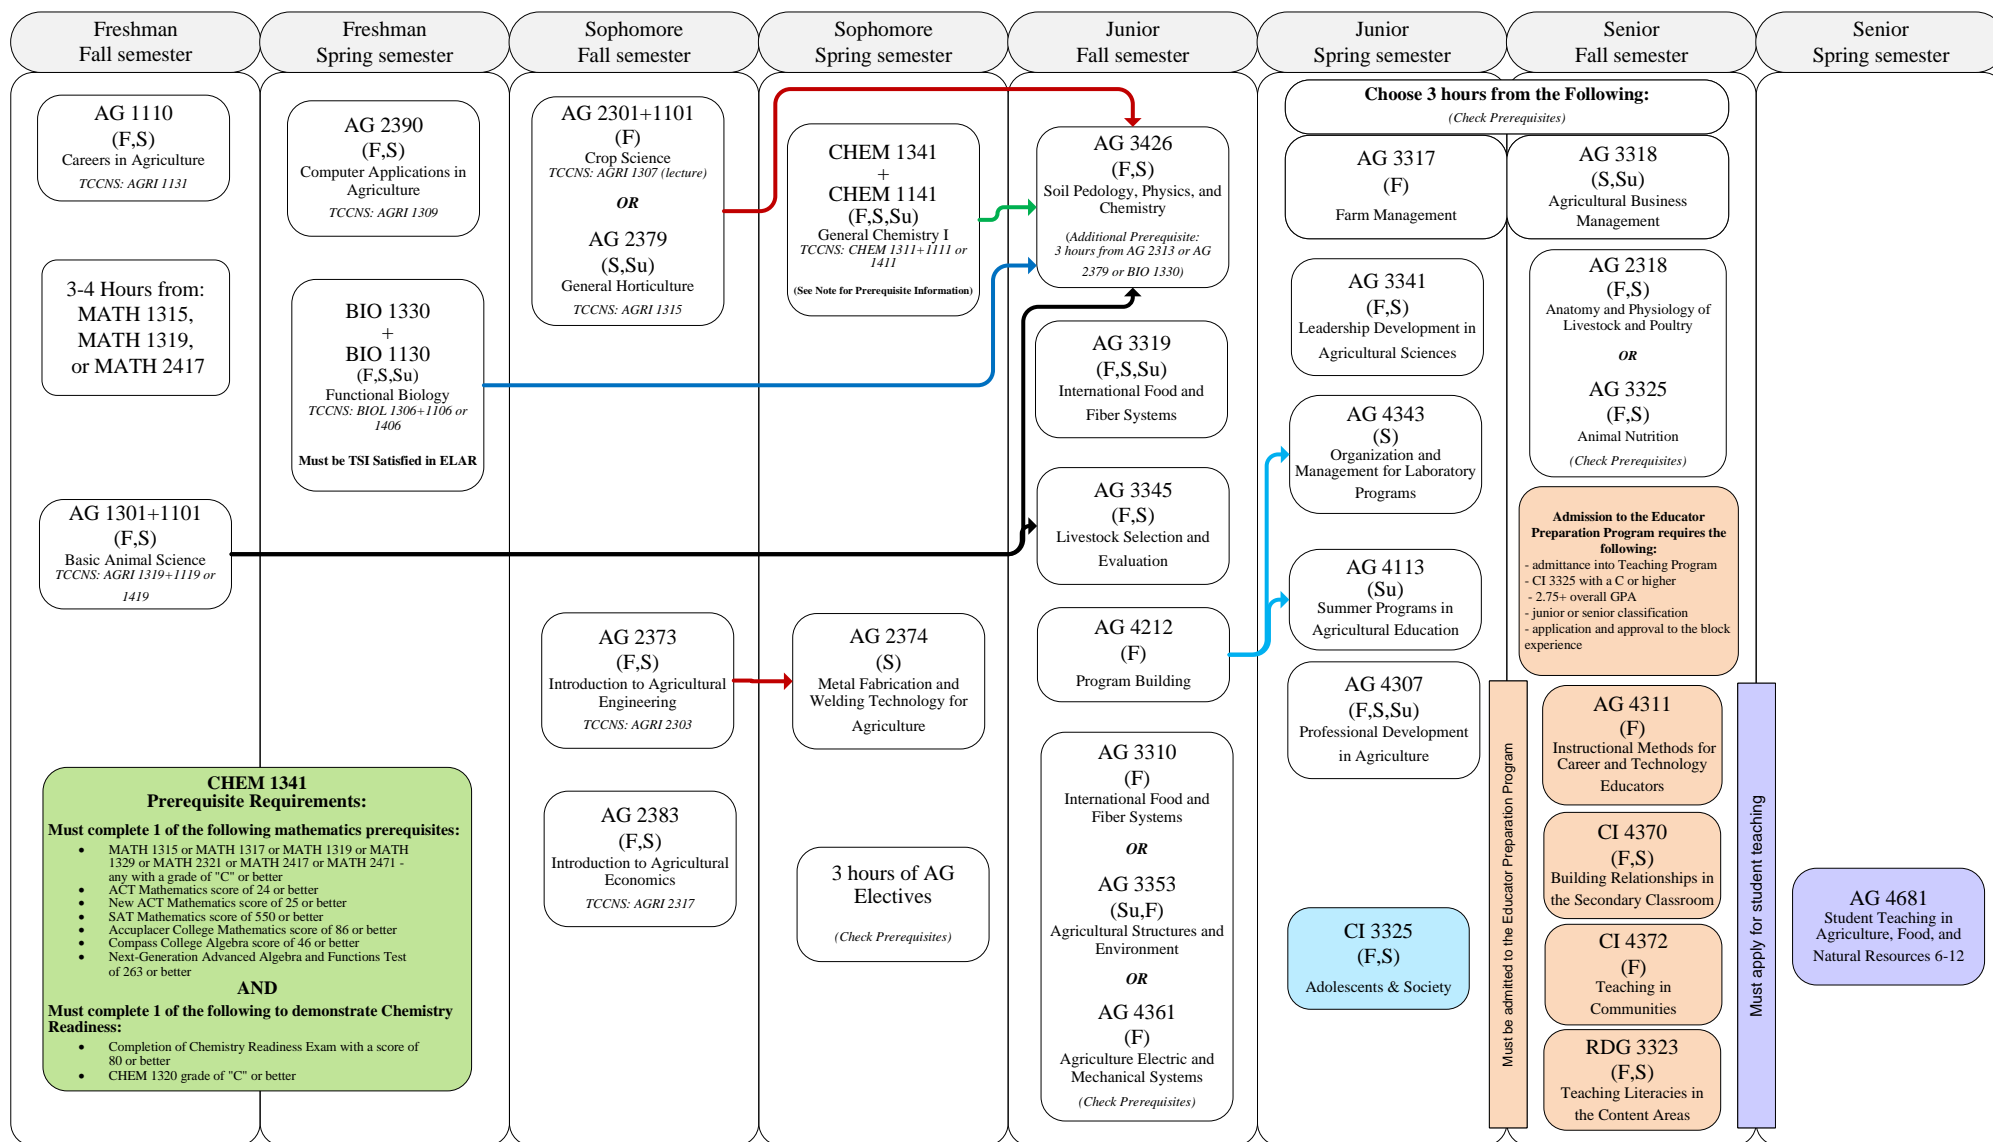 Freshman
Fall semester
Freshman
Spring semester
Sophomore
Fall semester
Sophomore
Spring semester
Junior
Fall semester
Junior
Spring semester
Senior
Fall semester
Senior
Spring semester
AG 1110
(F,S)
Careers in Agriculture
TCCNS: AGRI 1131
3-4 Hours from:
MATH 1315,
MATH 1319,
or MATH 2417
AG 1301+1101
(F,S)
Basic Animal Science
TCCNS: AGRI 1319+1119 or
1419
CHEM 1341
Prerequisite Requirements:
Must complete 1 of the following mathematics prerequisites:
• MATH 1315 or MATH 1317 or MATH 1319 or MATH
1329 or MATH 2321 or MATH 2417 or MATH 2471 -
any with a grade of "C" or better
• ACT Mathematics score of 24 or better
• New ACT Mathematics score of 25 or better
• SAT Mathematics score of 550 or better
• Accuplacer College Mathematics score of 86 or better
• Compass College Algebra score of 46 or better
• Next-Generation Advanced Algebra and Functions Test
of 263 or better
AND
Must complete 1 of the following to demonstrate Chemistry
Readiness:
• Completion of Chemistry Readiness Exam with a score of
80 or better
• CHEM 1320 grade of "C" or better
AG 2390
(F,S)
Computer Applications in
Agriculture
TCCNS: AGRI 1309
BIO 1330
+
BIO 1130
(F,S,Su)
Functional Biology
TCCNS: BIOL 1306+1106 or
1406
Must be TSI Satisfied in ELAR
AG 2301+1101
(F)
Crop Science
TCCNS: AGRI 1307 (lecture)
OR
AG 2379
(S,Su)
General Horticulture
TCCNS: AGRI 1315
AG 2373
(F,S)
Introduction to Agricultural
Engineering
TCCNS: AGRI 2303
AG 2383
(F,S)
Introduction to Agricultural
Economics
TCCNS: AGRI 2317
CHEM 1341
+
CHEM 1141
(F,S,Su)
General Chemistry I
TCCNS: CHEM 1311+1111 or
1411
(See Note for Prerequisite Information)
AG 2374
(S)
Metal Fabrication and
Welding Technology for
Agriculture
3 hours of AG
Electives
(Check Prerequisites)
AG 3426
(F,S)
Soil Pedology, Physics, and
Chemistry
(Additional Prerequisite:
3 hours from AG 2313 or AG
2379 or BIO 1330)
AG 3319
(F,S,Su)
International Food and
Fiber Systems
AG 3345
(F,S)
Livestock Selection and
Evaluation
AG 4212
(F)
Program Building
AG 3310
(F)
International Food and
Fiber Systems
OR
AG 3353
(Su,F)
Agricultural Structures and
Environment
OR
AG 4361
(F)
Agriculture Electric and
Mechanical Systems
(Check Prerequisites)
Choose 3 hours from the Following:
(Check Prerequisites)
AG 3317
(F)
Farm Management
AG 3318
(S,Su)
Agricultural Business
Management
AG 3341
(F,S)
Leadership Development in
Agricultural Sciences
AG 4343
(S)
Organization and
Management for Laboratory
Programs
AG 4113
(Su)
Summer Programs in
Agricultural Education
AG 4307
(F,S,Su)
Professional Development
in Agriculture
CI 3325
(F,S)
Adolescents & Society
Must be admitted to the Educator Preparation Program
AG 2318
(F,S)
Anatomy and Physiology of
Livestock and Poultry
OR
AG 3325
(F,S)
Animal Nutrition
(Check Prerequisites)
Admission to the Educator
Preparation Program requires the
following:
- admittance into Teaching Program
- CI 3325 with a C or higher
- 2.75+ overall GPA
- junior or senior classification
- application and approval to the block
experience
AG 4311
(F)
Instructional Methods for
Career and Technology
Educators
CI 4370
(F,S)
Building Relationships in
the Secondary Classroom
CI 4372
(F)
Teaching in
Communities
RDG 3323
(F,S)
Teaching Literacies in
the Content Areas
Must apply for student teaching
AG 4681
Student Teaching in
Agriculture, Food, and
Natural Resources 6-12